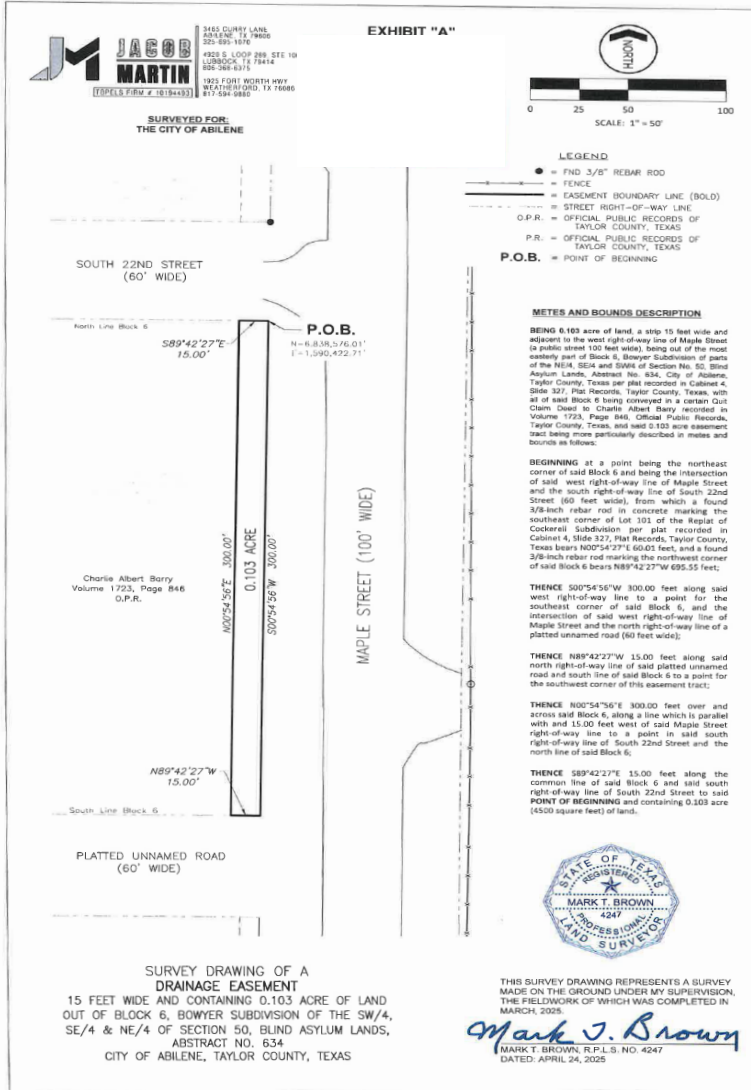 JM JACOB MARTIN
TBPELS FIRM # 10194493
3465 CURRY LANE
ABILENE, TX 79606
325-695-1070
4920 S. LOOP 289, STE 10
LUBBOCK, TX 79414
806-368-6375
1925 FORT WORTH HWY
WEATHERFORD, TX 76086
817-594-9880
EXHIBIT "A"
NORTH
0 25 50 100
SCALE: 1" = 50'
SURVEYED FOR:
THE CITY OF ABILENE
LEGEND
= FND 3/8" REBAR ROD
= FENCE
= EASEMENT BOUNDARY LINE (BOLD)
= STREET RIGHT-OF-WAY LINE
O.P.R. = OFFICIAL PUBLIC RECORDS OF
TAYLOR COUNTY, TEXAS
P.R. = OFFICIAL PUBLIC RECORDS OF
TAYLOR COUNTY, TEXAS
P.O.B. = POINT OF BEGINNING
SOUTH 22ND STREET
(60' WIDE)
North Line Block 6
S89°42'27"E
15.00'
P.O.B.
N=6,838,576.01'
E=1,590,422.71'
N00°54'56"E 300.00'
0.103 ACRE
S00°54'56"W 300.00'
MAPLE STREET (100' WIDE)
Charlie Albert Barry
Volume 1723, Page 846
O.P.R.
N89°42'27"W
15.00'
South Line Block 6
PLATTED UNNAMED ROAD
(60' WIDE)
METES AND BOUNDS DESCRIPTION
BEING 0.103 acre of land, a strip 15 feet wide and
adjacent to the west right-of-way line of Maple Street
(a public street 100 feet wide), being out of the most
easterly part of Block 6, Bowyer Subdivision of parts
of the NE/4, SE/4 and SW/4 of Section No. 50, Blind
Asylum Lands, Abstract No. 634, City of Abilene,
Taylor County, Texas per plat recorded in Cabinet 4,
Slide 327, Plat Records, Taylor County, Texas, with
all of said Block 6 being conveyed in a certain Quit
Claim Deed to Charlie Albert Barry recorded in
Volume 1723, Page 846, Official Public Records,
Taylor County, Texas, and said 0.103 acre easement
tract being more particularly described in metes and
bounds as follows:
BEGINNING at a point being the northeast
corner of said Block 6 and being the intersection
of said west right-of-way line of Maple Street
and the south right-of-way line of South 22nd
Street (60 feet wide), from which a found
3/8-inch rebar rod in concrete marking the
southeast corner of Lot 101 of the Replat of
Cockerell Subdivision per plat recorded in
Cabinet 4, Slide 327, Plat Records, Taylor County,
Texas bears N00°54'27"E 60.01 feet, and a found
3/8-inch rebar rod marking the northwest corner
of said Block 6 bears N89°42'27"W 695.55 feet;
THENCE S00°54'56"W 300.00 feet along said
west right-of-way line to a point for the
southeast corner of said Block 6, and the
intersection of said west right-of-way line of
Maple Street and the north right-of-way line of a
platted unnamed road (60 feet wide);
THENCE N89°42'27"W 15.00 feet along said
north right-of-way line of said platted unnamed
road and south line of said Block 6 to a point for
the southwest corner of this easement tract;
THENCE N00°54'56"E 300.00 feet over and
across said Block 6, along a line which is parallel
with and 15.00 feet west of said Maple Street
right-of-way line to a point in said south
right-of-way line of South 22nd Street and the
north line of said Block 6;
THENCE S89°42'27"E 15.00 feet along the
common line of said Block 6 and said south
right-of-way line of South 22nd Street to said
POINT OF BEGINNING and containing 0.103 acre
(4500 square feet) of land.
STATE OF TEXAS
REGISTERED
MARK T. BROWN
4247
PROFESSIONAL
LAND SURVEYOR
SURVEY DRAWING OF A
DRAINAGE EASEMENT
15 FEET WIDE AND CONTAINING 0.103 ACRE OF LAND
OUT OF BLOCK 6, BOWYER SUBDIVISION OF THE SW/4,
SE/4 & NE/4 OF SECTION 50, BLIND ASYLUM LANDS,
ABSTRACT NO. 634
CITY OF ABILENE, TAYLOR COUNTY, TEXAS
THIS SURVEY DRAWING REPRESENTS A SURVEY
MADE ON THE GROUND UNDER MY SUPERVISION,
THE FIELDWORK OF WHICH WAS COMPLETED IN
MARCH, 2025.
Mark T. Brown
MARK T. BROWN, R.P.L.S. NO. 4247
DATED: APRIL 24, 2025